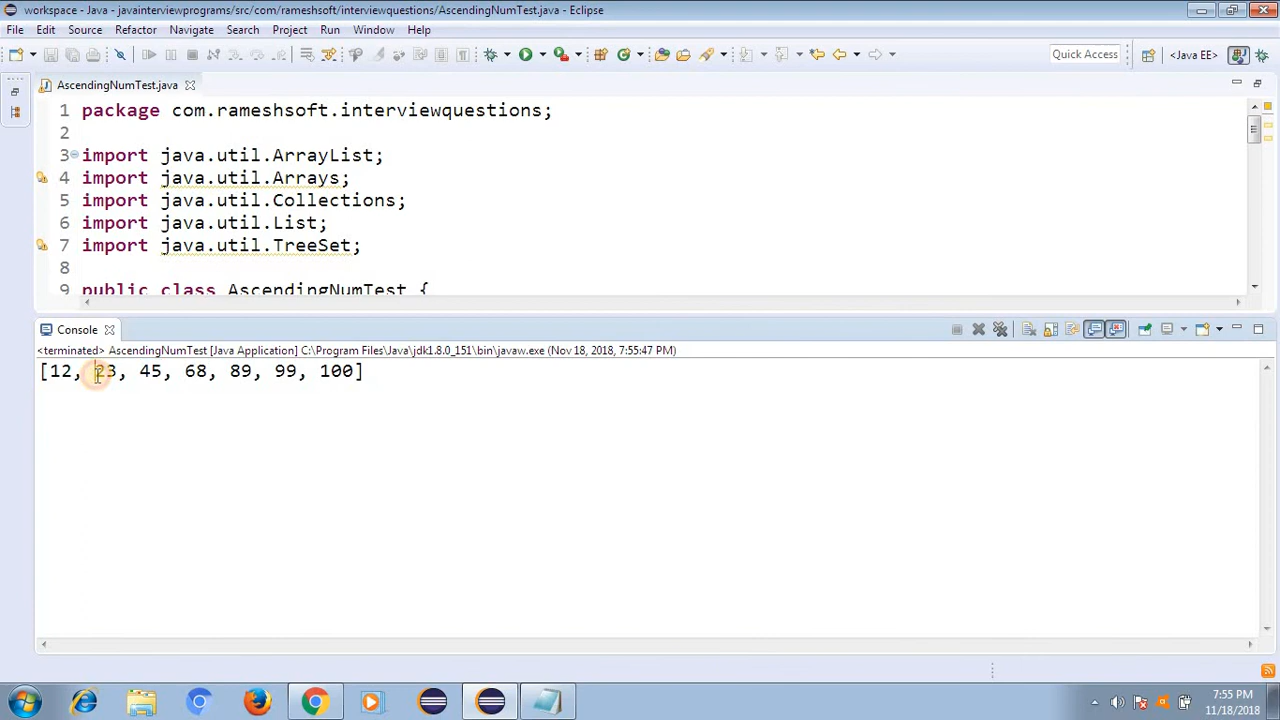 workspace - Java - javainterviewprograms/src/com/rameshsoft/interviewquestions/AscendingNumTest.java - Eclipse
File Edit Source Refactor Navigate Search Project Run Window Help
Quick Access <Java EE>
AscendingNumTest.java
1 package com.rameshsoft.interviewquestions;
2
3 import java.util.ArrayList;
4 import java.util.Arrays;
5 import java.util.Collections;
6 import java.util.List;
7 import java.util.TreeSet;
8
9 public class AscendingNumTest {
Console
<terminated> AscendingNumTest [Java Application] C:\Program Files\Java\jdk1.8.0_151\bin\javaw.exe (Nov 18, 2018, 7:55:47 PM)
[12, 23, 45, 68, 89, 99, 100]
7:55 PM
11/18/2018